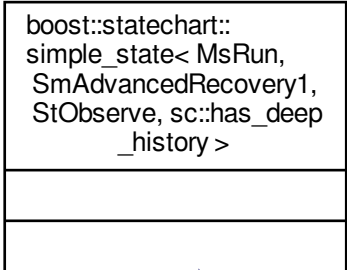 boost::statechart::
simple_state< MsRun,
SmAdvancedRecovery1,
StObserve, sc::has_deep
_history >